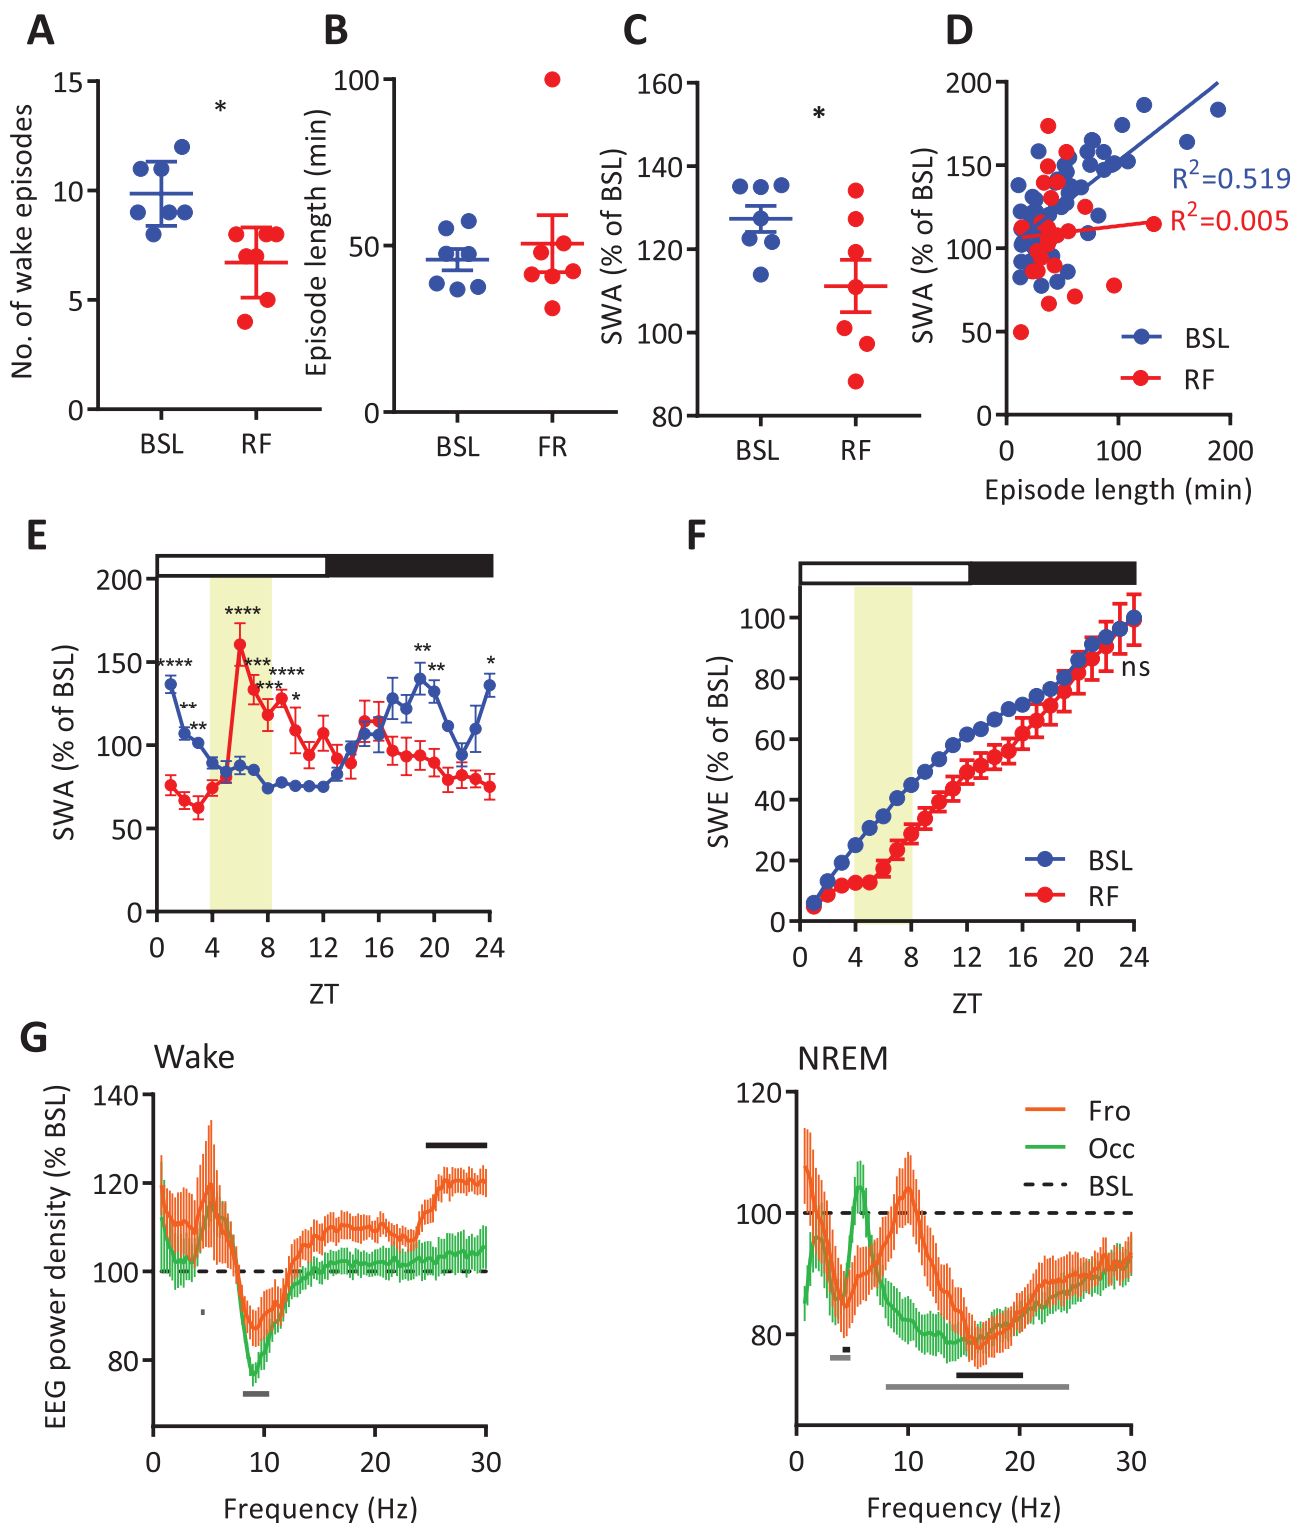 A
No. of wake episodes
15
10
5
0
*
BSL
RF
B
Episode length (min)
100
50
0
BSL
FR
C
SWA (% of BSL)
160
140
120
100
80
*
BSL
RF
D
SWA (% of BSL)
200
150
100
50
0
R²=0.519
R²=0.005
BSL
RF
0
100
200
Episode length (min)
E
SWA (% of BSL)
200
150
100
50
0
****
**
**
****
***
***
****
*
**
**
*
0
4
8
12
16
20
24
ZT
F
SWE (% of BSL)
100
80
60
40
20
0
ns
BSL
RF
0
4
8
12
16
20
24
ZT
G
Wake
EEG power density (% BSL)
140
120
100
80
0
10
20
30
Frequency (Hz)
NREM
120
100
80
Fro
Occ
BSL
0
10
20
30
Frequency (Hz)